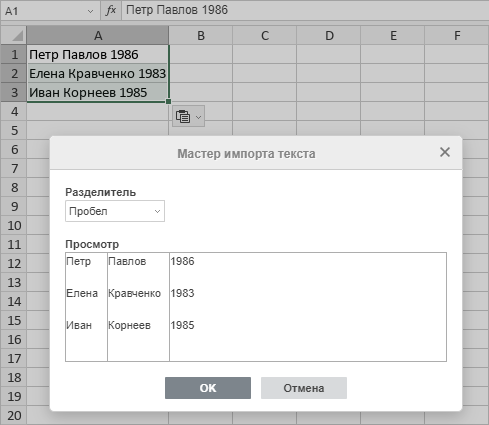 A1 fx Петр Павлов 1986
A B C D E F
1 Петр Павлов 1986
2 Елена Кравченко 1983
3 Иван Корнеев 1985
4
5
6
Мастер импорта текста
7
8
Разделитель
9
Пробел
10
11
Просмотр
12 Петр Павлов 1986
13
Елена Кравченко 1983
14
15
Иван Корнеев 1985
16
17
18
OK Отмена
19
20